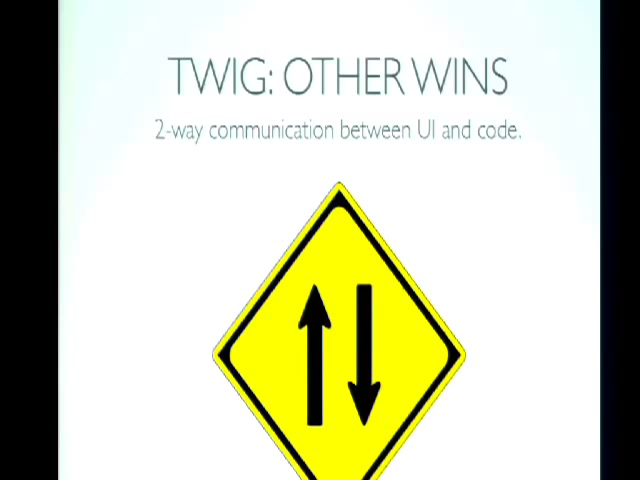 TWIG: OTHER WINS
2-way communication between UI and code.